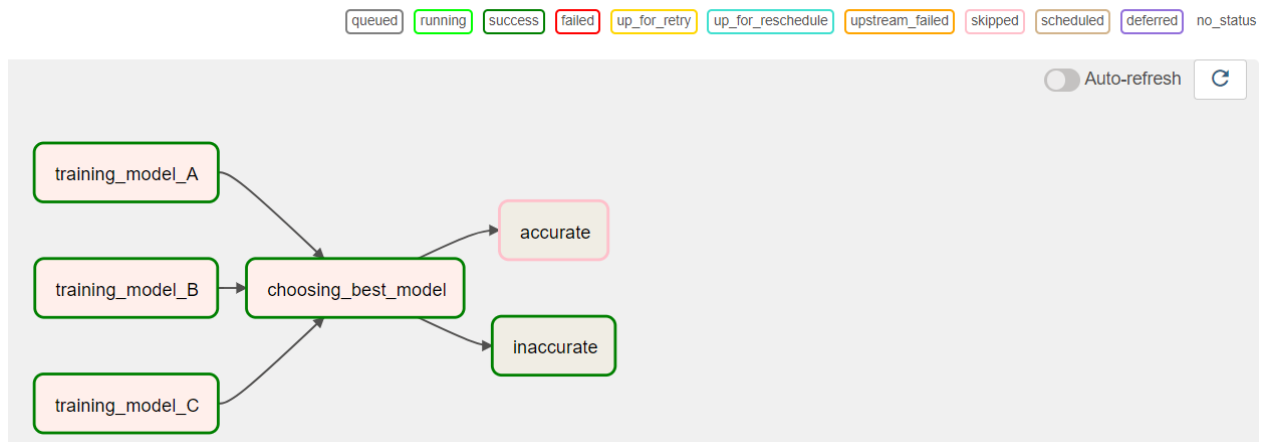 queued running success failed up_for_retry up_for_reschedule upstream_failed skipped scheduled deferred no_status
Auto-refresh
training_model_A
accurate
training_model_B
choosing_best_model
inaccurate
training_model_C